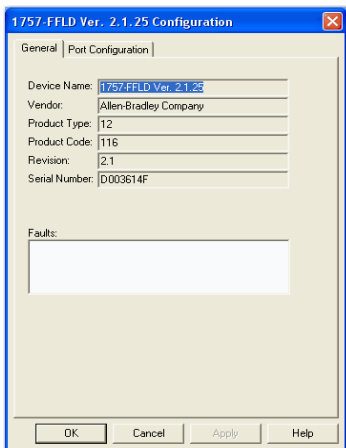 1757-FFLD Ver. 2.1.25 Configuration
General Port Configuration
Device Name: 1757-FFLD Ver. 2.1.25
Vendor: Allen-Bradley Company
Product Type: 12
Product Code: 116
Revision: 2.1
Serial Number: D003614F
Faults:
OK Cancel Apply Help